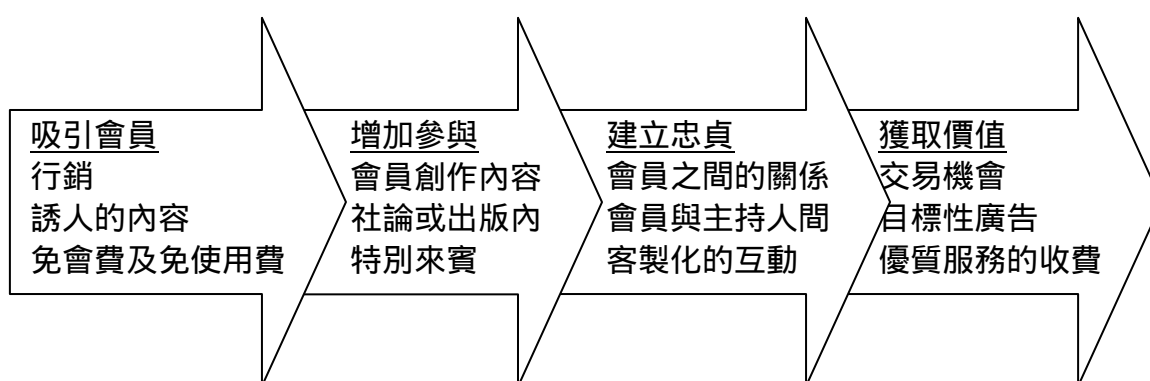 吸引會員
行銷
誘人的內容
免會費及免使用費
增加參與
會員創作內容
社論或出版內
特別來賓
建立忠貞
會員之間的關係
會員與主持人間
客製化的互動
獲取價值
交易機會
目標性廣告
優質服務的收費